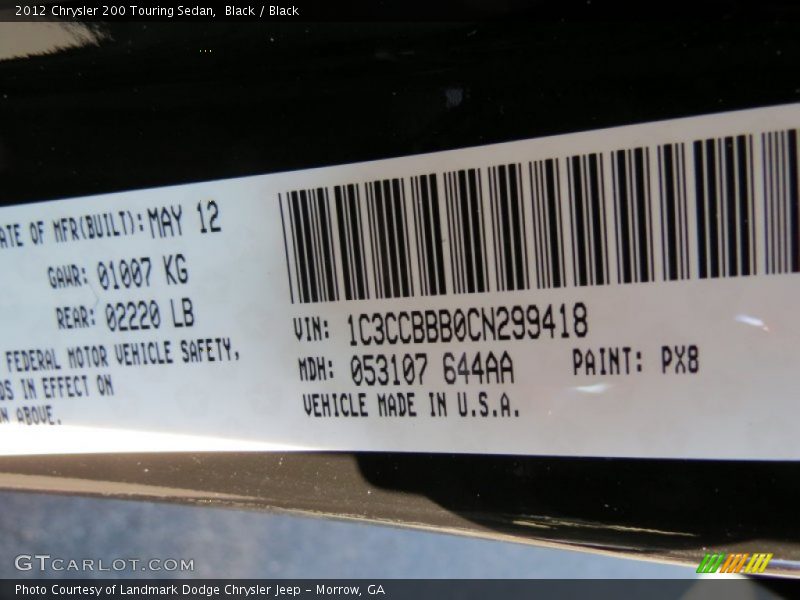 2012 Chrysler 200 Touring Sedan,  Black / Black
ATE OF MFR(BUILT): MAY 12
GAWR: 01007 KG
REAR: 02220 LB
FEDERAL MOTOR VEHICLE SAFETY,
DS IN EFFECT ON
N ABOVE.
VIN: 1C3CCBBB0CN299418
MDH: 053107 644AA PAINT: PX8
VEHICLE MADE IN U.S.A.
GTCARLOT.COM
Photo Courtesy of Landmark Dodge Chrysler Jeep – Morrow, GA